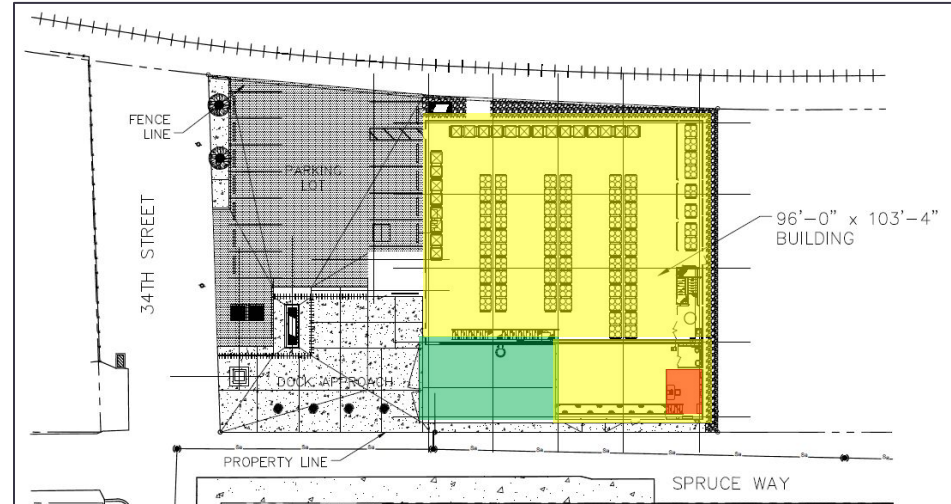 FENCE
LINE
PARKING
LOT
34TH STREET
96'-0" x 103'-4"
BUILDING
DOCK APPROACH
PROPERTY LINE
SPRUCE WAY